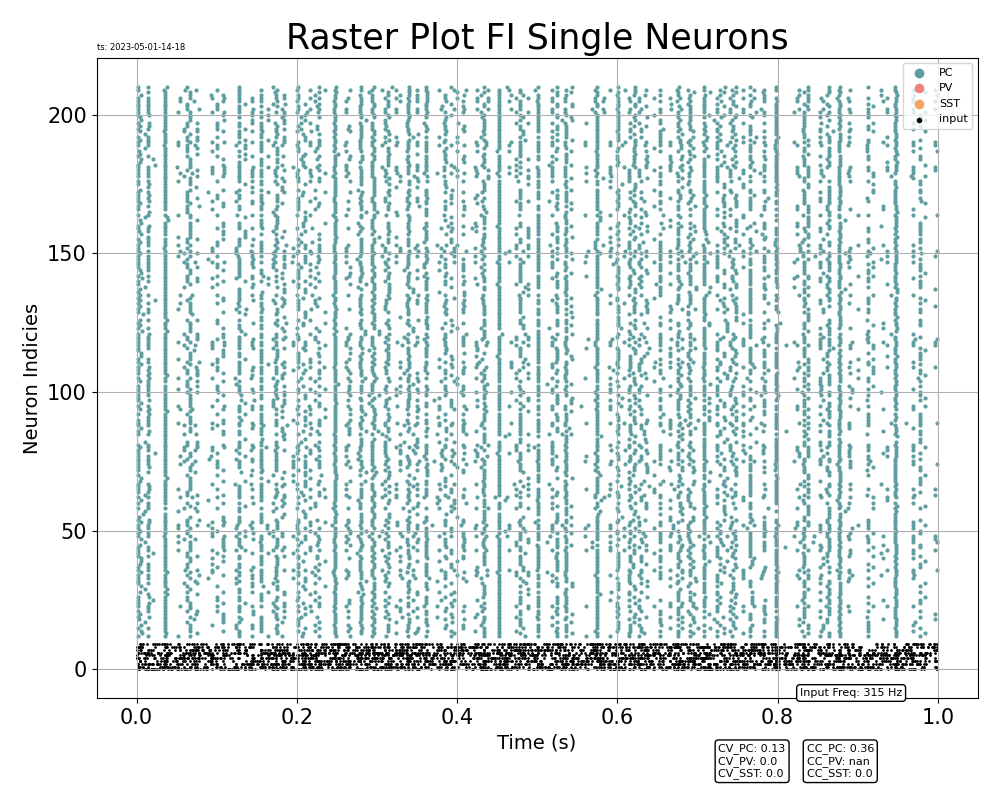 Raster Plot FI Single Neurons
ts: 2023-05-01-14-18
PC
PV
SST
input
200
150
100
50
0
Neuron Indicies
0.0 0.2 0.4 0.6 0.8 1.0
Time (s)
Input Freq: 315 Hz
CV_PC: 0.13
CV_PV: 0.0
CV_SST: 0.0
CC_PC: 0.36
CC_PV: nan
CC_SST: 0.0